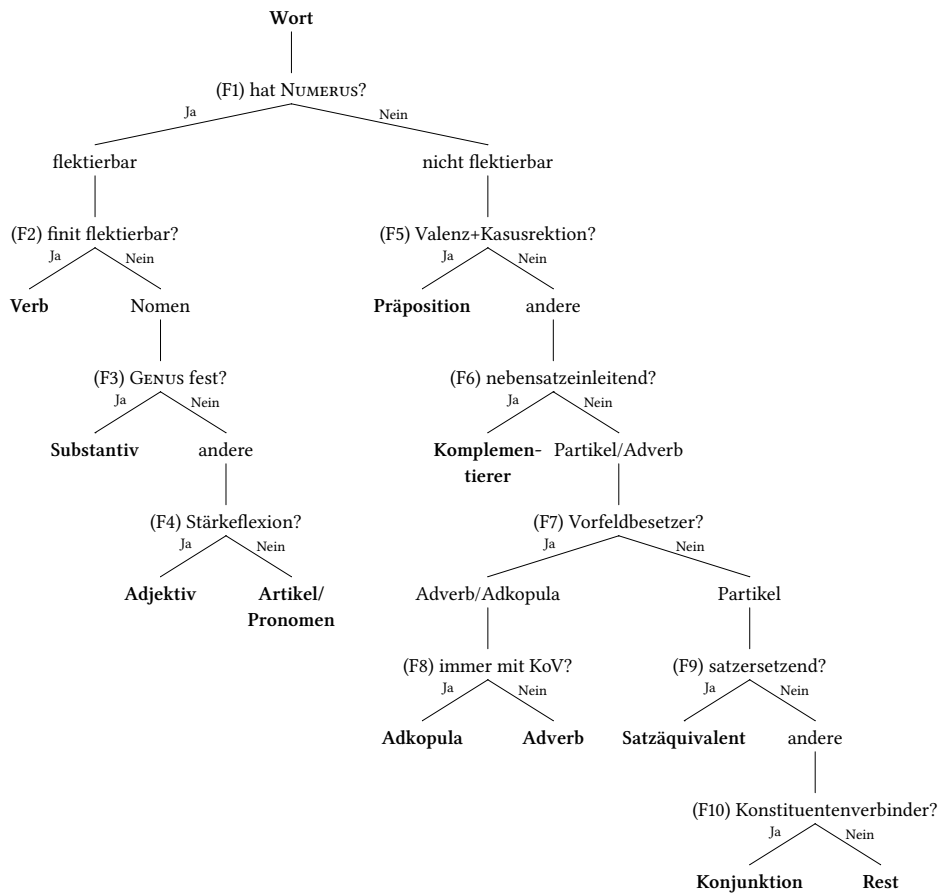 Wort
(F1) hat NUMERUS?
Ja
Nein
flektierbar
nicht flektierbar
(F2) finit flektierbar?
(F5) Valenz+Kasusrektion?
Ja
Nein
Ja
Nein
Verb
Nomen
Präposition
andere
(F3) GENUS fest?
(F6) nebensatzeinleitend?
Ja
Nein
Ja
Nein
Substantiv
andere
Komplemen-
tierer
Partikel/Adverb
(F4) Stärkeflexion?
(F7) Vorfeldbesetzer?
Ja
Nein
Ja
Nein
Adjektiv
Artikel/
Pronomen
Adverb/Adkopula
Partikel
(F8) immer mit KoV?
(F9) satzersetzend?
Ja
Nein
Ja
Nein
Adkopula
Adverb
Satzäquivalent
andere
(F10) Konstituentenverbinder?
Ja
Nein
Konjunktion
Rest